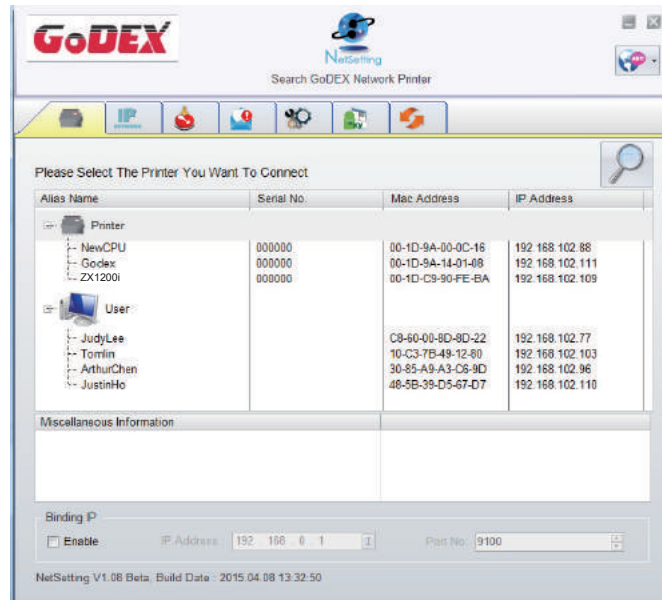 GoDEX
NetSetting
Search GoDEX Network Printer
IP
Please Select The Printer You Want To Connect
Alias Name Serial No. Mac Address IP Address
Printer
NewCPU 000000 00-1D-9A-00-0C-16 192.168.102.88
Godex 000000 00-1D-9A-14-01-08 192.168.102.111
ZX1200i 000000 00-1D-C9-90-FE-BA 192.168.102.109
User
JudyLee C8-60-00-8D-8D-22 192.168.102.77
Tomlin 10-C3-7B-49-12-80 192.168.102.103
ArthurChen 30-85-A9-A3-C6-9D 192.168.102.96
JustinHo 48-5B-39-D5-67-D7 192.168.102.110
Miscellaneous Information
Binding IP
Enable IP Address: 192 . 168 . 0 . 1 Port No: 9100
NetSetting V1.08 Beta, Build Date : 2015.04.08 13:32:50